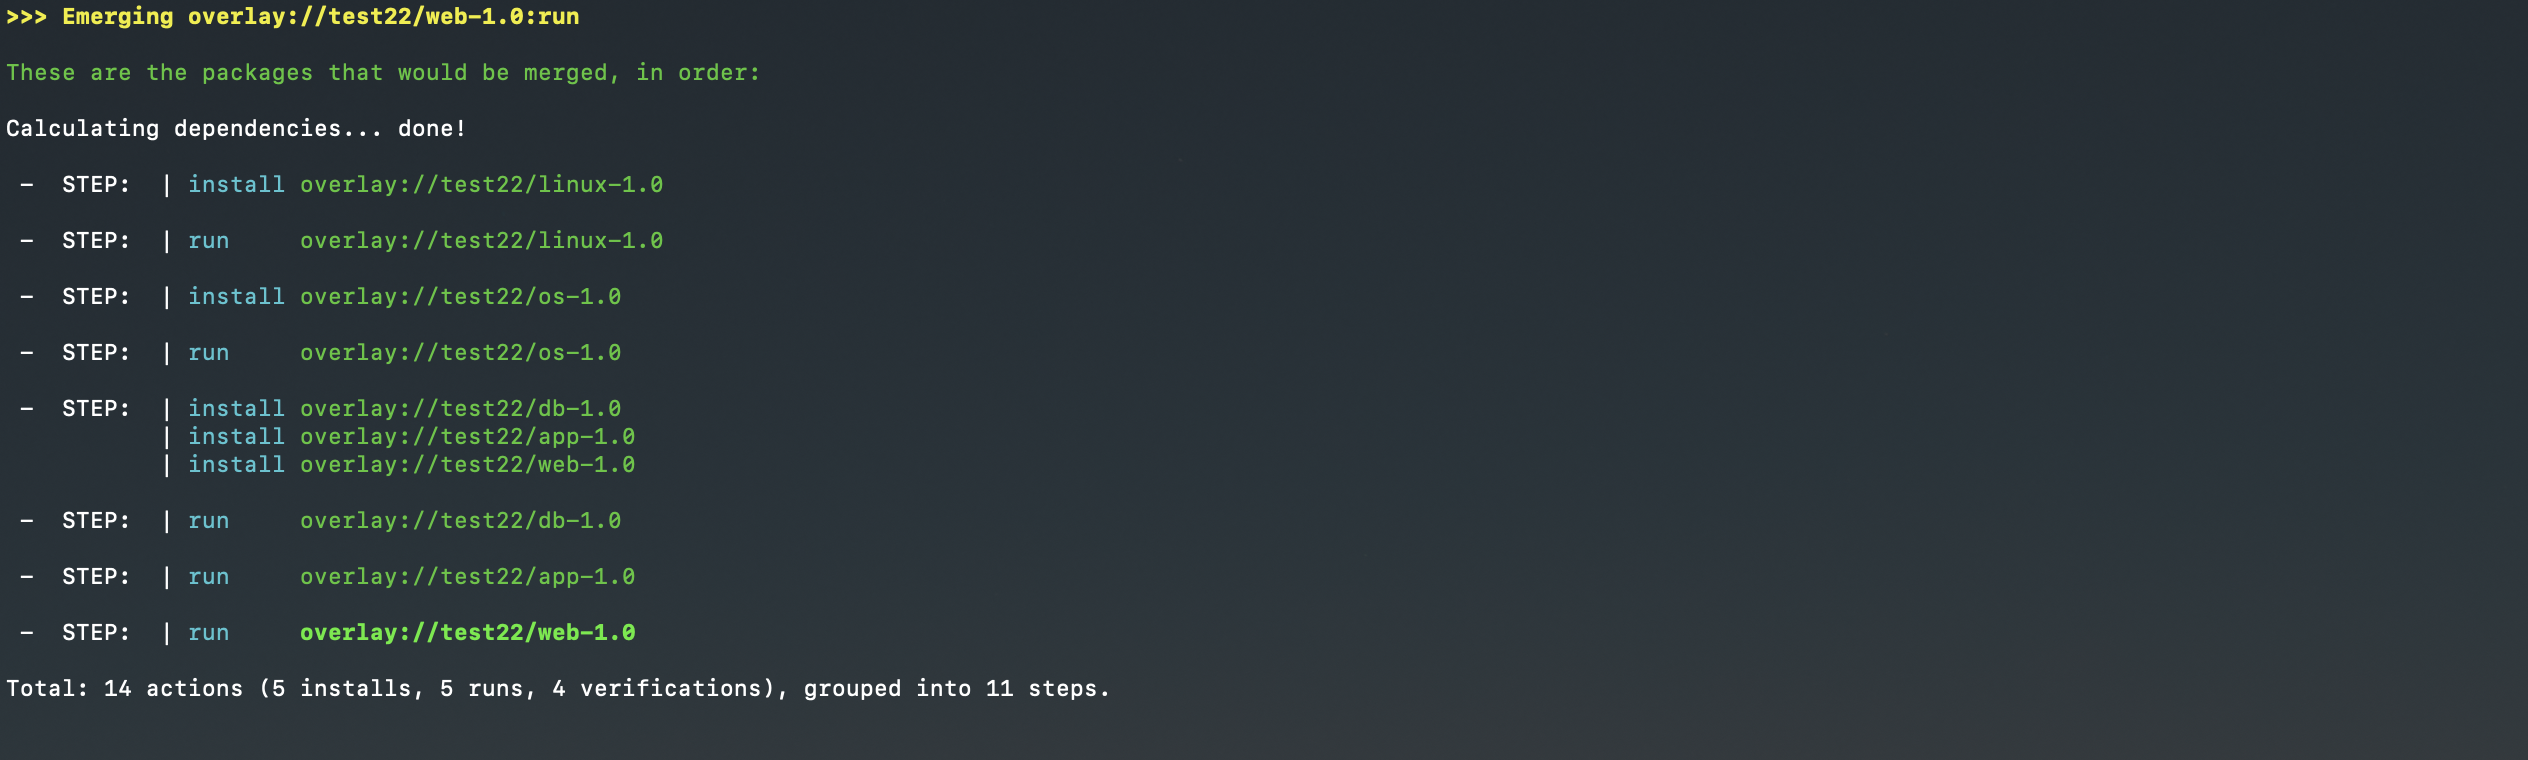 >>> Emerging overlay://test22/web-1.0:run
These are the packages that would be merged, in order:
Calculating dependencies... done!
–  STEP:  | install overlay://test22/linux-1.0
–  STEP:  | run     overlay://test22/linux-1.0
–  STEP:  | install overlay://test22/os-1.0
–  STEP:  | run     overlay://test22/os-1.0
–  STEP:  | install overlay://test22/db-1.0
| install overlay://test22/app-1.0
| install overlay://test22/web-1.0
–  STEP:  | run     overlay://test22/db-1.0
–  STEP:  | run     overlay://test22/app-1.0
–  STEP:  | run     overlay://test22/web-1.0
Total: 14 actions (5 installs, 5 runs, 4 verifications), grouped into 11 steps.